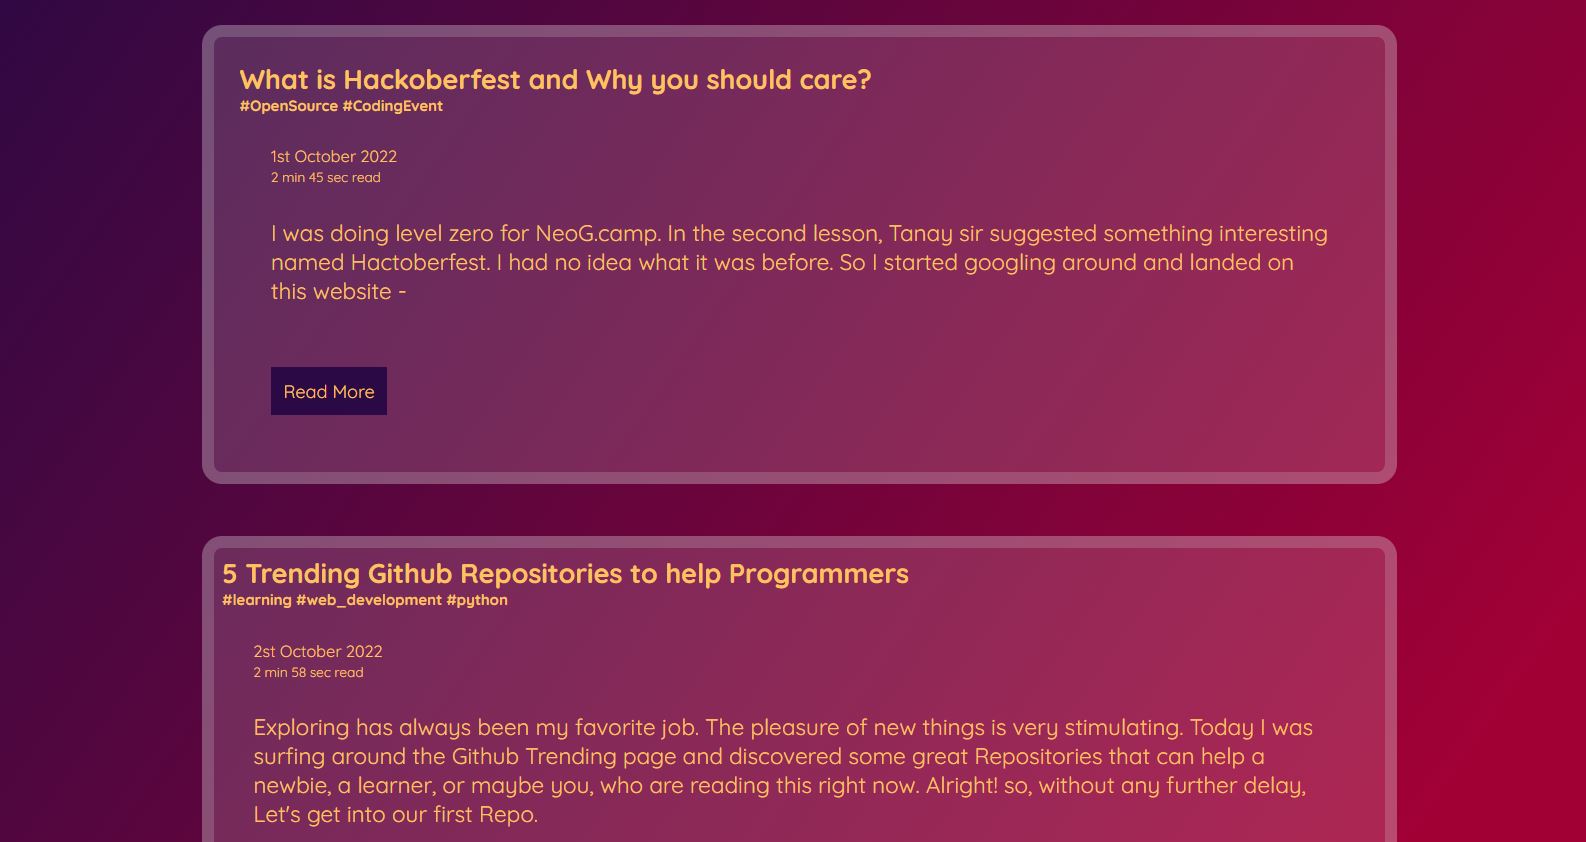 What is Hackoberfest and Why you should care?
#OpenSource #CodingEvent
1st October 2022
2 min 45 sec read
I was doing level zero for NeoG.camp. In the second lesson, Tanay sir suggested something interesting
named Hactoberfest. I had no idea what it was before. So I started googling around and landed on
this website -
Read More
5 Trending Github Repositories to help Programmers
#learning #web_development #python
2st October 2022
2 min 58 sec read
Exploring has always been my favorite job. The pleasure of new things is very stimulating. Today I was
surfing around the Github Trending page and discovered some great Repositories that can help a
newbie, a learner, or maybe you, who are reading this right now. Alright! so, without any further delay,
Let's get into our first Repo.